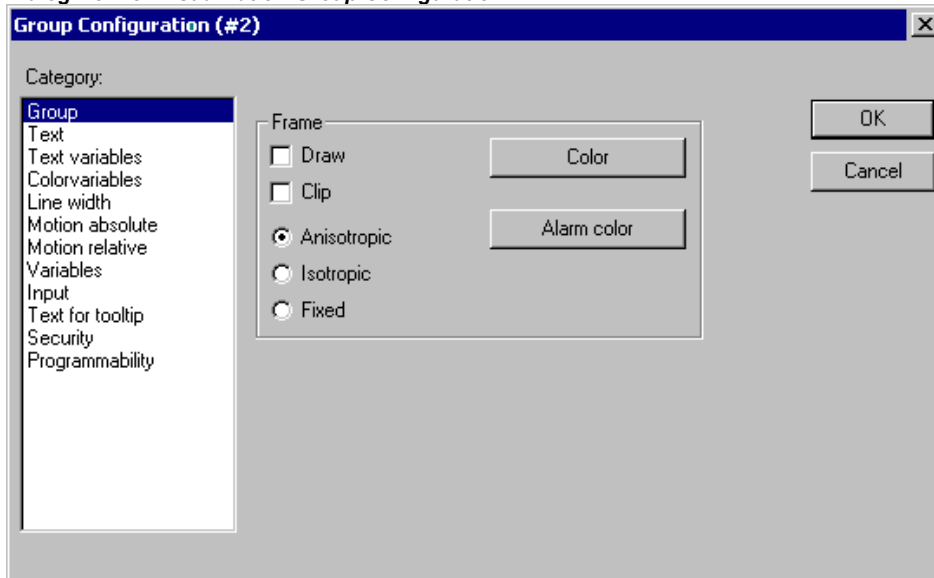 Group Configuration (#2)
Category:
Group
Text
Text variables
Colorvariables
Line width
Motion absolute
Motion relative
Variables
Input
Text for tooltip
Security
Programmability
Frame
Draw
Clip
Anisotropic
Isotropic
Fixed
Color
Alarm color
OK
Cancel